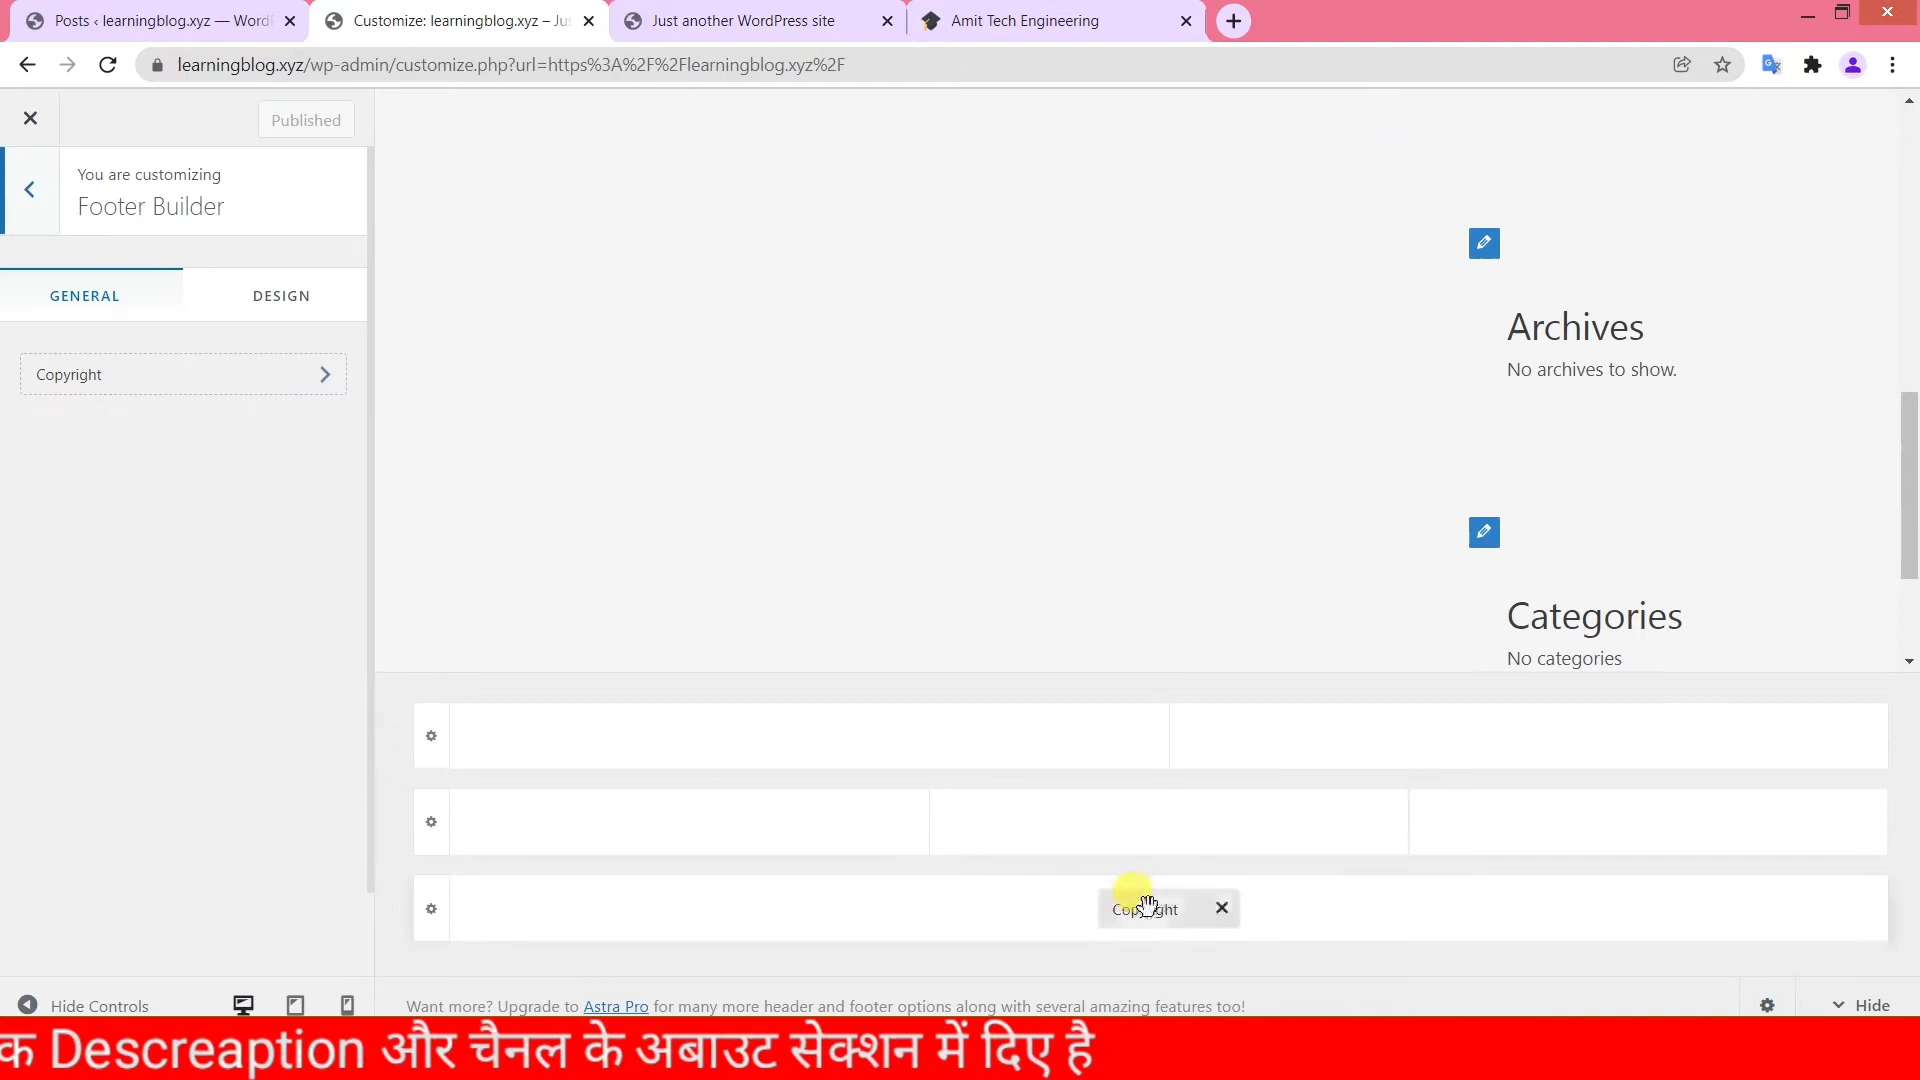 Posts ‹ learningblog.xyz — WordP
Customize: learningblog.xyz – Jus
Just another WordPress site
Amit Tech Engineering
learningblog.xyz/wp-admin/customize.php?url=https%3A%2F%2Flearningblog.xyz%2F
Published
You are customizing
Footer Builder
GENERAL
DESIGN
Copyright
Archives
No archives to show.
Categories
No categories
Copyright
Hide Controls
Want more? Upgrade to Astra Pro for many more header and footer options along with several amazing features too!
Hide
क Descreaption और चैनल के अबाउट सेक्शन में दिए है